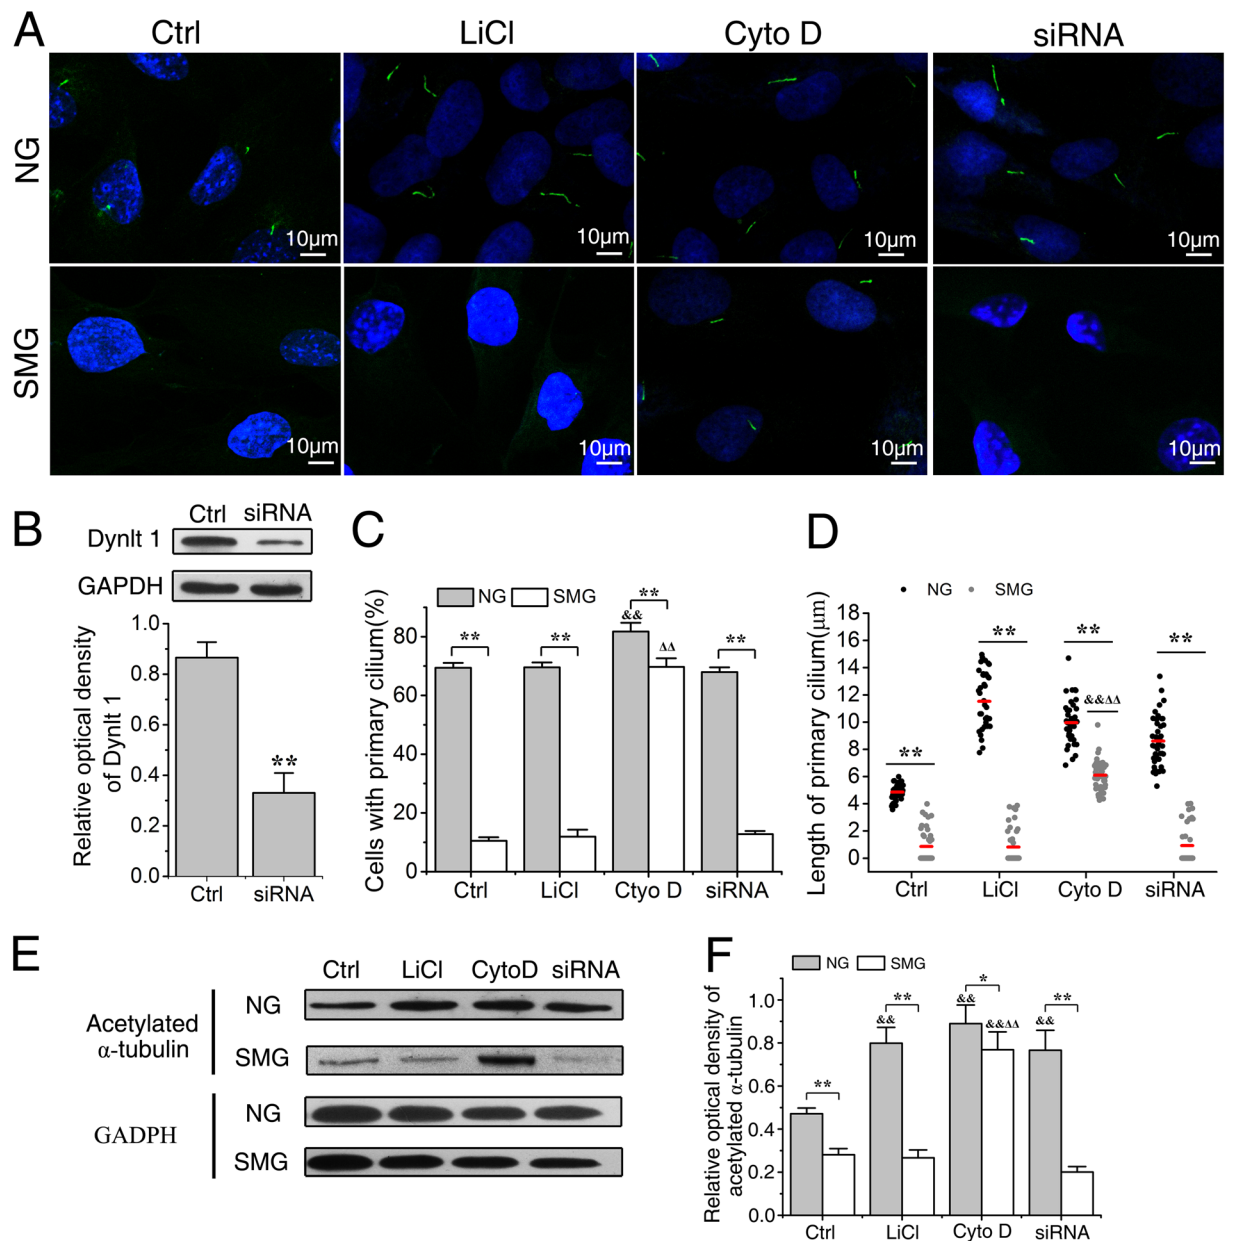 A
Ctrl LiCl Cyto D siRNA
NG
10µm 10µm 10µm 10µm
SMG
10µm 10µm 10µm 10µm
B
Ctrl siRNA
Dynlt 1
GAPDH
Relative optical density
of Dynlt 1
1.0
0.8
0.6
0.4
0.2
0.0
**
Ctrl siRNA
C
NG SMG
Cells with primary cilium(%)
80
60
40
20
0
** ** && ** ΔΔ **
Ctrl LiCl Ctyo D siRNA
D
NG SMG
Length of primary cilium(µm)
18
16
14
12
10
8
6
4
2
0
** ** ** &&ΔΔ **
Ctrl LiCl Cyto D siRNA
E
Ctrl LiCl CytoD siRNA
Acetylated
α-tubulin
NG
SMG
GADPH
NG
SMG
F
NG SMG
Relative optical density of
acetylated α-tubulin
1.0
0.8
0.6
0.4
0.2
0.0
** && ** && * &&ΔΔ && **
Ctrl LiCl Cyto D siRNA